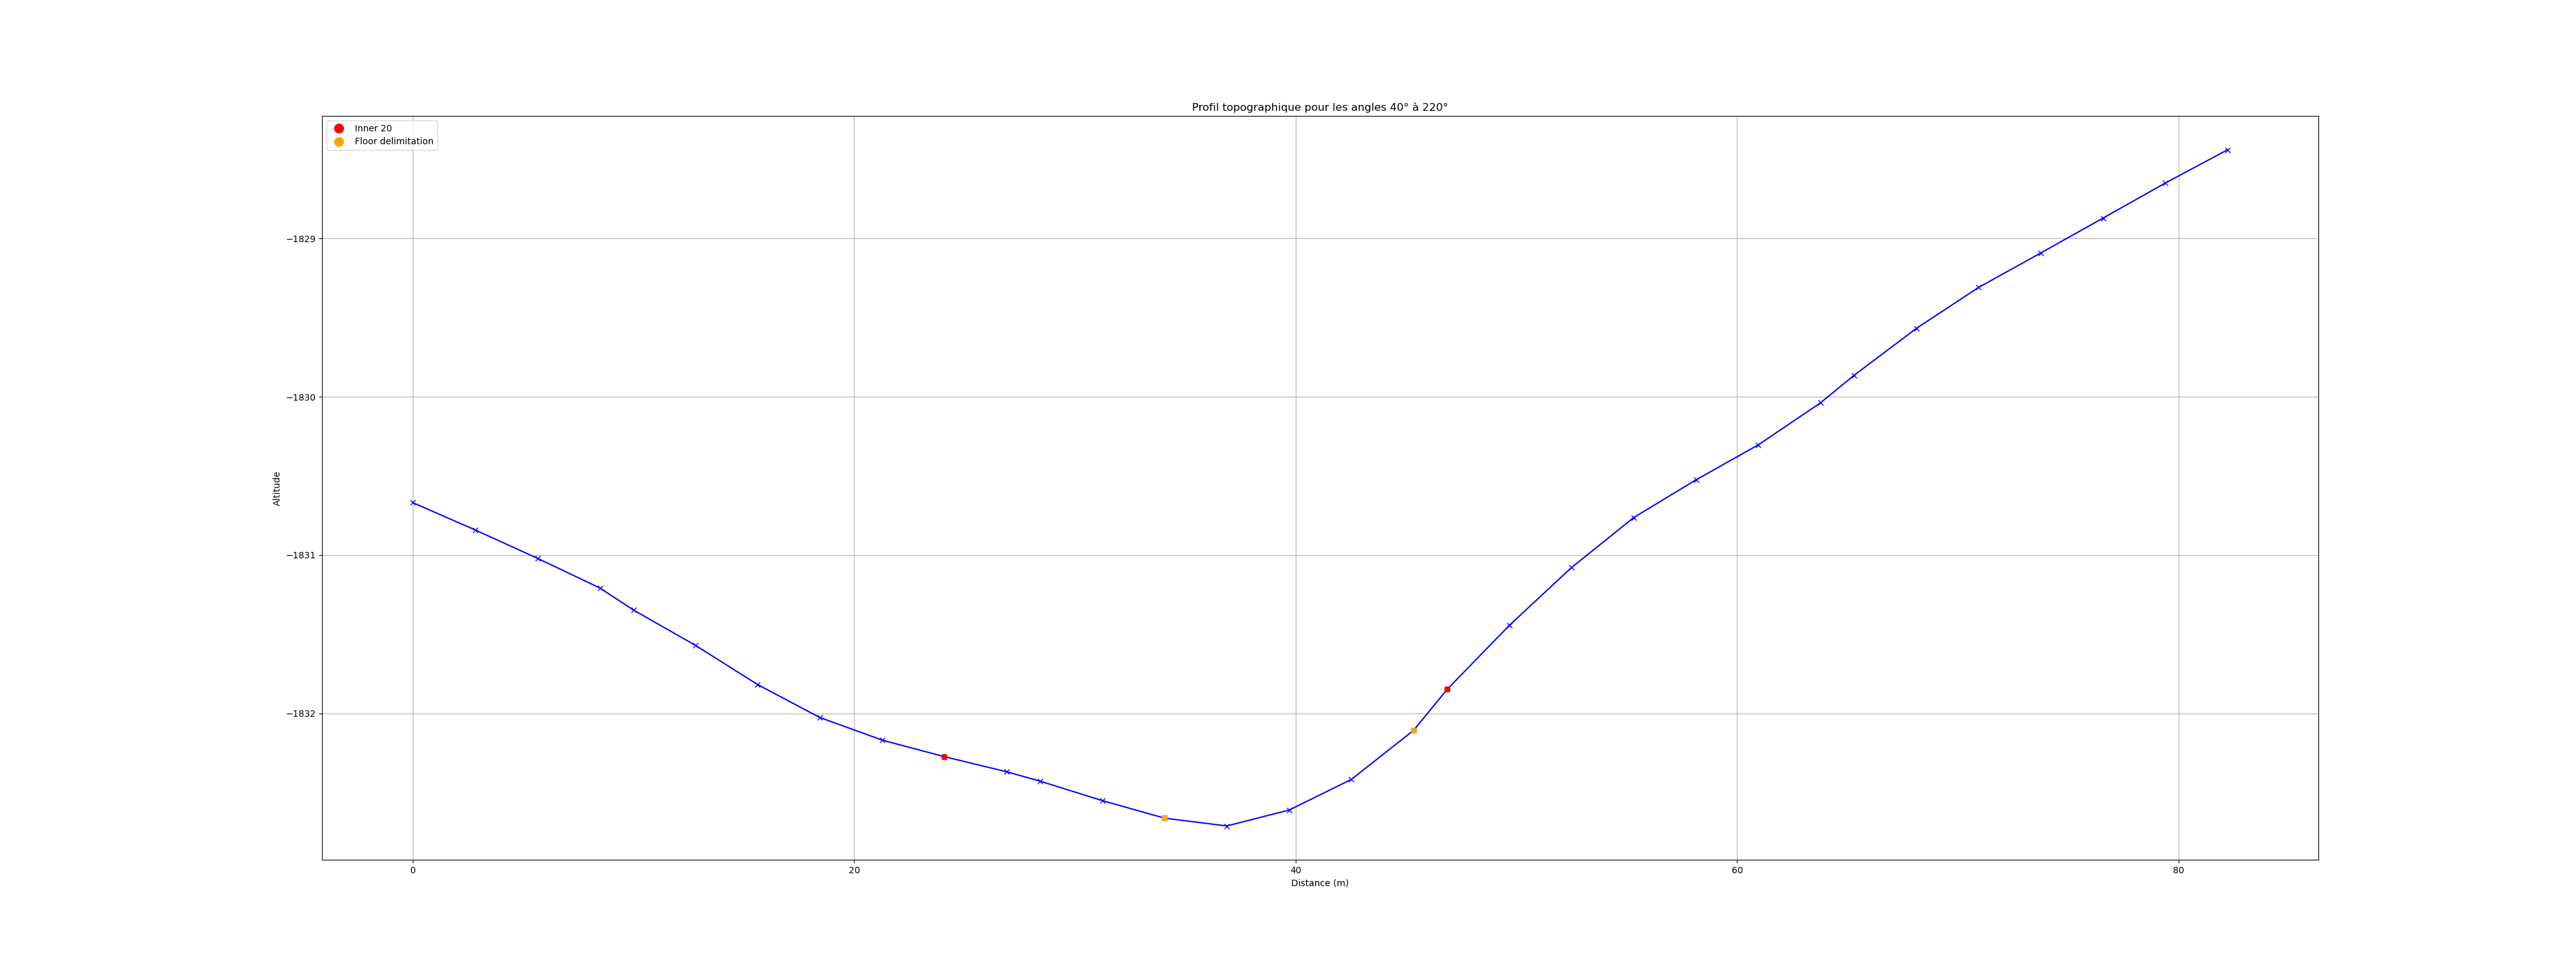 Profil topographique pour les angles 40° à 220°
Inner 20
Floor delimitation
−1829
−1830
−1831
−1832
Altitude
0 20 40 60 80
Distance (m)